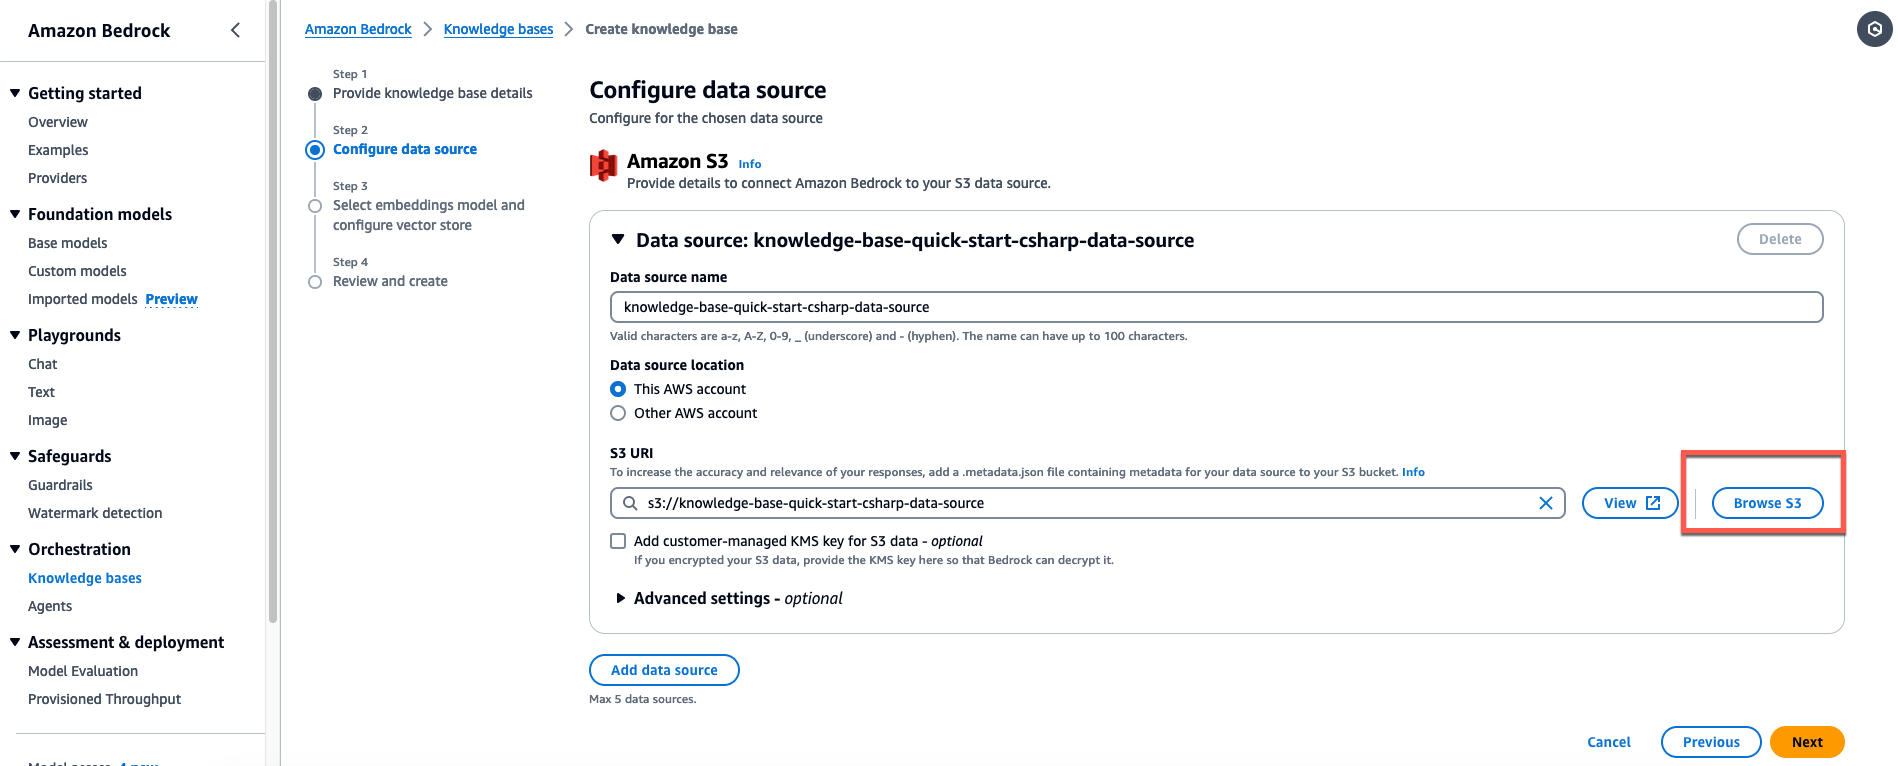 Amazon Bedrock
Getting started
Overview
Examples
Providers
Foundation models
Base models
Custom models
Imported models Preview
Playgrounds
Chat
Text
Image
Safeguards
Guardrails
Watermark detection
Orchestration
Knowledge bases
Agents
Assessment & deployment
Model Evaluation
Provisioned Throughput
Amazon Bedrock > Knowledge bases > Create knowledge base
Step 1
Provide knowledge base details
Step 2
Configure data source
Step 3
Select embeddings model and
configure vector store
Step 4
Review and create
Configure data source
Configure for the chosen data source
Amazon S3 Info
Provide details to connect Amazon Bedrock to your S3 data source.
Data source: knowledge-base-quick-start-csharp-data-source
Delete
Data source name
knowledge-base-quick-start-csharp-data-source
Valid characters are a-z, A-Z, 0-9, _ (underscore) and - (hyphen). The name can have up to 100 characters.
Data source location
This AWS account
Other AWS account
S3 URI
To increase the accuracy and relevance of your responses, add a .metadata.json file containing metadata for your data source to your S3 bucket. Info
s3://knowledge-base-quick-start-csharp-data-source
View
Browse S3
Add customer-managed KMS key for S3 data - optional
If you encrypted your S3 data, provide the KMS key here so that Bedrock can decrypt it.
Advanced settings - optional
Add data source
Max 5 data sources.
Cancel
Previous
Next